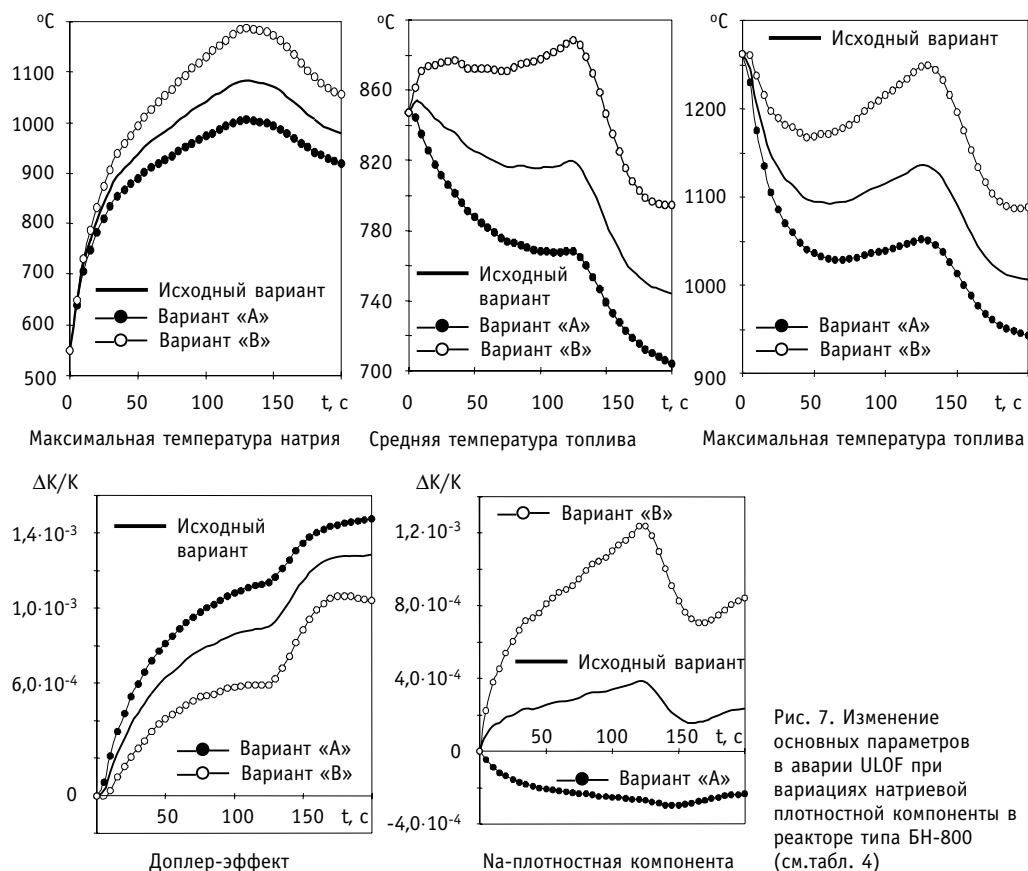 °C
1100
1000
900
800
700
600
500
0
50
100
150
t, с
Исходный вариант
Вариант «А»
Вариант «В»
Максимальная температура натрия
°C
860
820
780
740
700
0
50
100
150
t, с
Исходный
вариант
Вариант «А»
Вариант «В»
Средняя температура топлива
°C
1200
1100
1000
900
0
50
100
150
t, с
Исходный вариант
Вариант «А»
Вариант «В»
Максимальная температура топлива
ΔK/K
1,4·10⁻³
1,0·10⁻³
6,0·10⁻⁴
0
0
50
100
150
t, с
Исходный
вариант
Вариант «А»
Вариант «В»
Доплер-эффект
ΔK/K
1,2·10⁻³
8,0·10⁻⁴
4,0·10⁻⁴
0
-4,0·10⁻⁴
50
100
150
t, с
Вариант «В»
Исходный вариант
Вариант «А»
Na-плотностная компонента
Рис. 7. Изменение
основных параметров
в аварии ULOF при
вариациях натриевой
плотностной компоненты в
реакторе типа БН-800
(см.табл. 4)